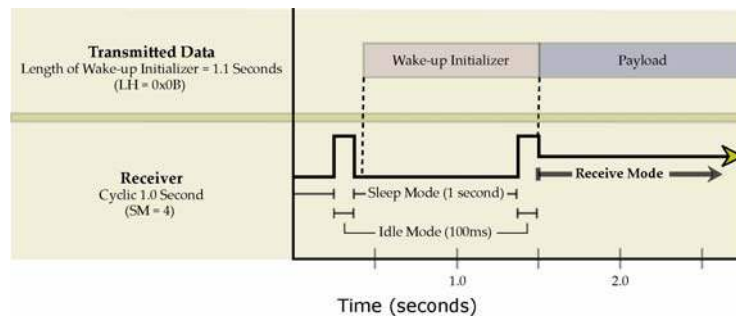 Transmitted Data
Length of Wake-up Initializer = 1.1 Seconds
(LH = 0x0B)
Wake-up Initializer
Payload
Receiver
Cyclic 1.0 Second
(SM = 4)
Sleep Mode (1 second)
Receive Mode
Idle Mode (100ms)
1.0
2.0
Time (seconds)